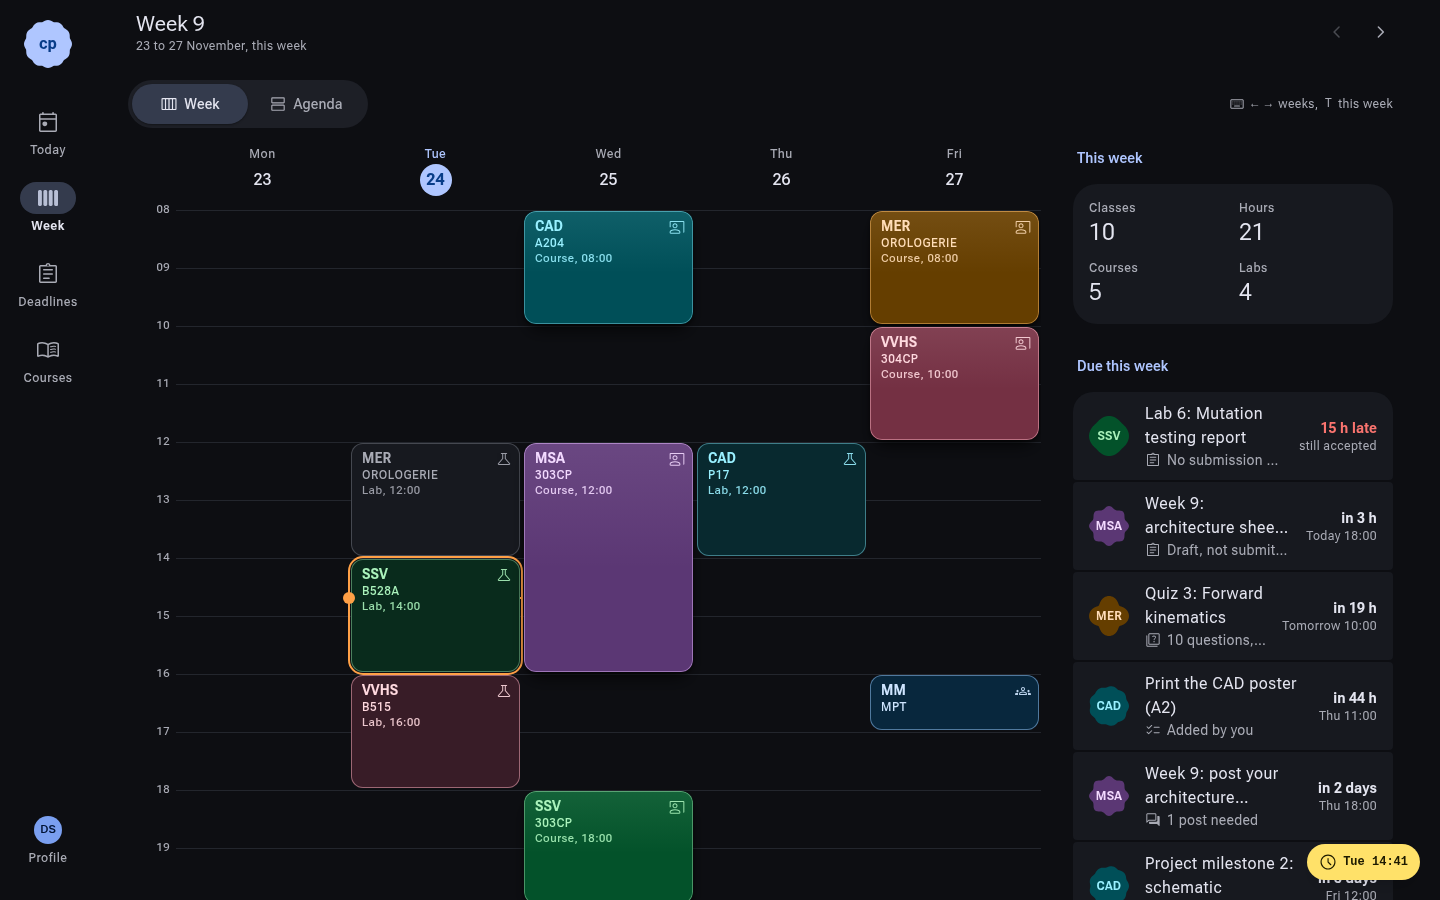 cp
Today
Week
Deadlines
Courses
DS
Profile
Week 9
23 to 27 November, this week
Week
Agenda
← → weeks, T this week
Mon
23
Tue
24
Wed
25
Thu
26
Fri
27
08
09
10
11
12
13
14
15
16
17
18
19
MER
OROLOGERIE
Lab, 12:00
SSV
B528A
Lab, 14:00
VVHS
B515
Lab, 16:00
CAD
A204
Course, 08:00
MSA
303CP
Course, 12:00
SSV
303CP
Course, 18:00
CAD
P17
Lab, 12:00
MER
OROLOGERIE
Course, 08:00
VVHS
304CP
Course, 10:00
MM
MPT
This week
Classes
10
Hours
21
Courses
5
Labs
4
Due this week
SSV
Lab 6: Mutation
testing report
No submission ...
15 h late
still accepted
MSA
Week 9:
architecture shee...
Draft, not submit...
in 3 h
Today 18:00
MER
Quiz 3: Forward
kinematics
10 questions,...
in 19 h
Tomorrow 10:00
CAD
Print the CAD poster
(A2)
Added by you
in 44 h
Thu 11:00
MSA
Week 9: post your
architecture...
1 post needed
in 2 days
Thu 18:00
CAD
Project milestone 2:
schematic
Fri 12:00
Tue 14:41